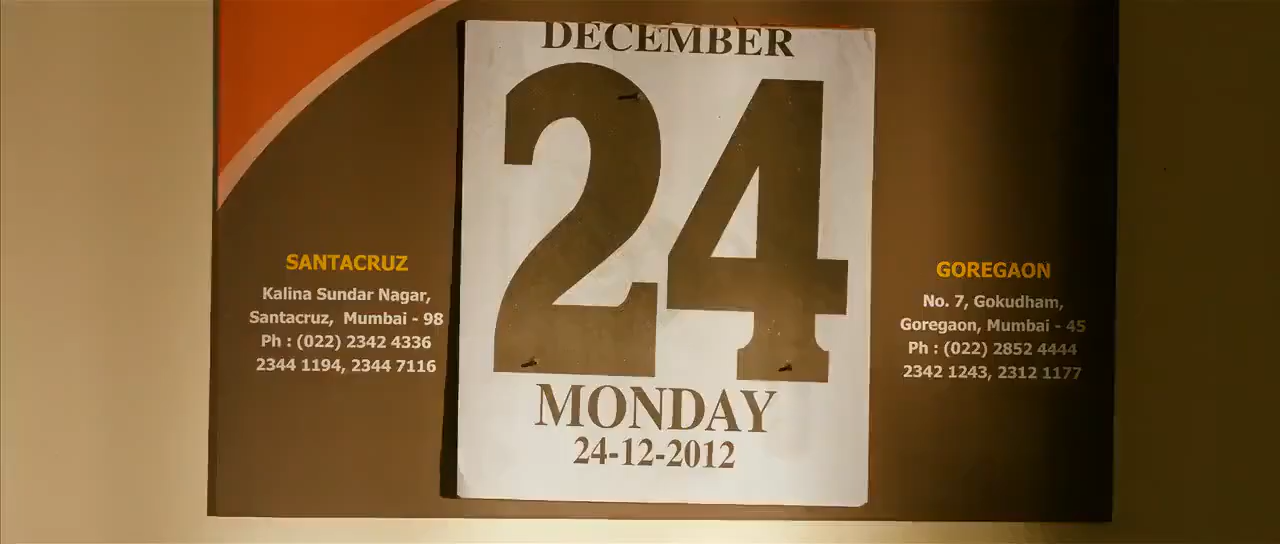 DECEMBER
24
MONDAY
24-12-2012
SANTACRUZ
Kalina Sundar Nagar,
Santacruz, Mumbai - 98
Ph : (022) 2342 4336
2344 1194, 2344 7116
GOREGAON
No. 7, Gokudham,
Goregaon, Mumbai - 45
Ph : (022) 2852 4444
2342 1243, 2312 1177